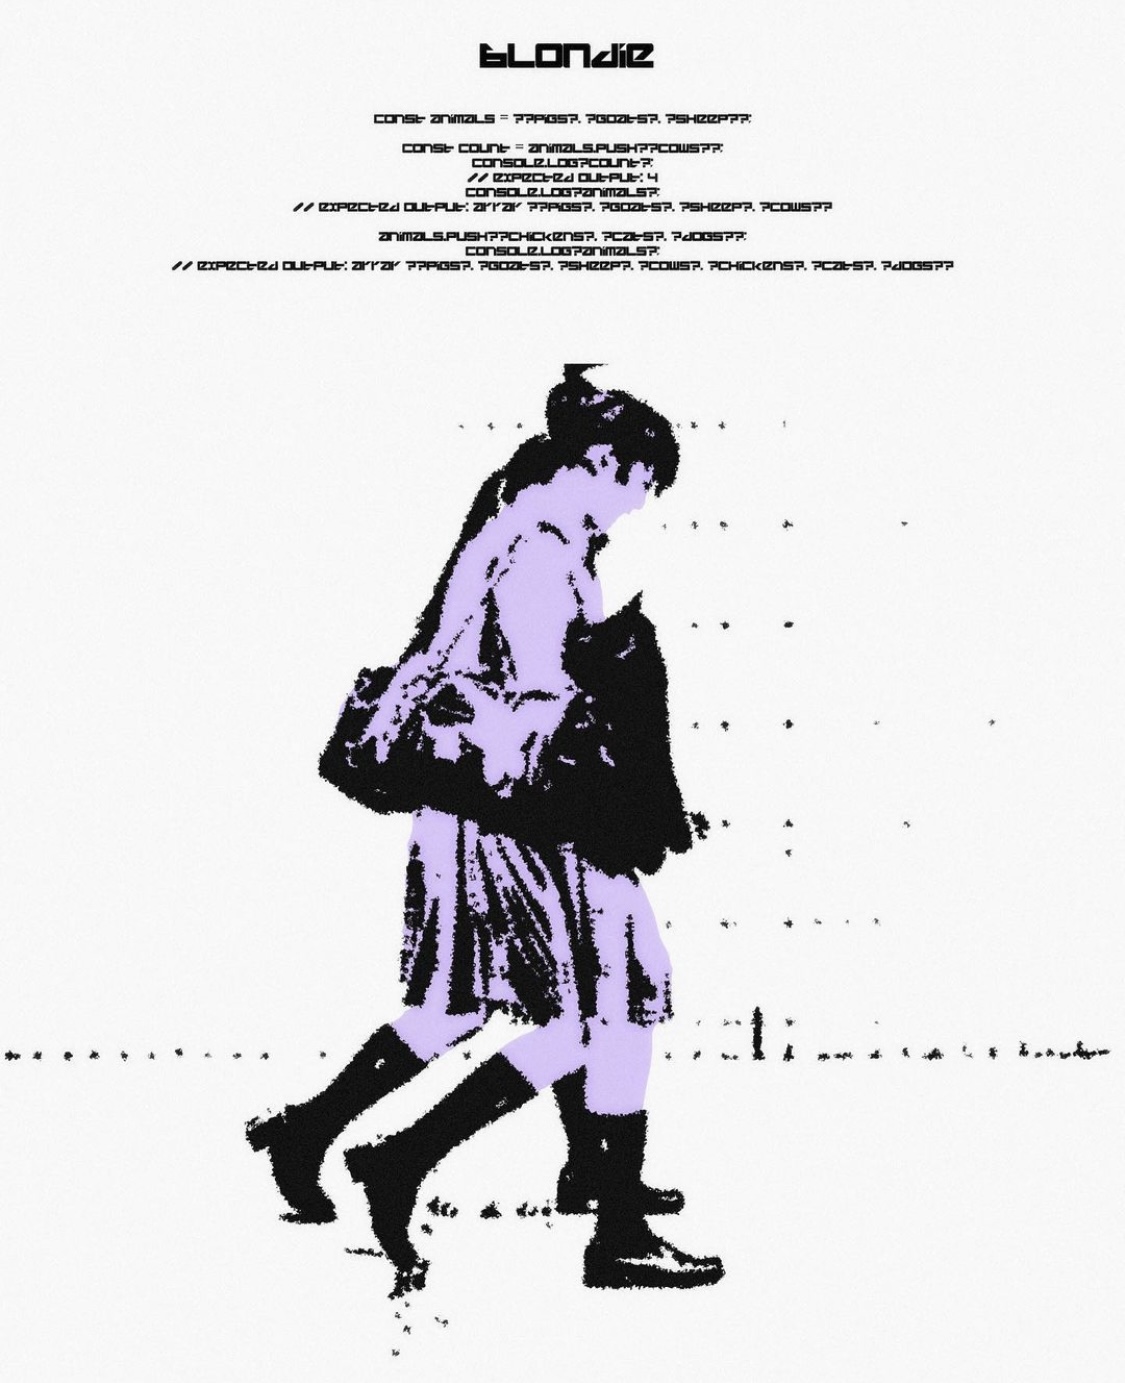 blondie
const animals = ??pigs?, ?goats?, ?sheep??;
const count = animals.push??cows??;
console.log?count?;
// expected output: 4
console.log?animals?;
// expected output: array ??pigs?, ?goats?, ?sheep?, ?cows??
animals.push??chickens?, ?cats?, ?dogs??;
console.log?animals?;
// expected output: array ??pigs?, ?goats?, ?sheep?, ?cows?, ?chickens?, ?cats?, ?dogs??